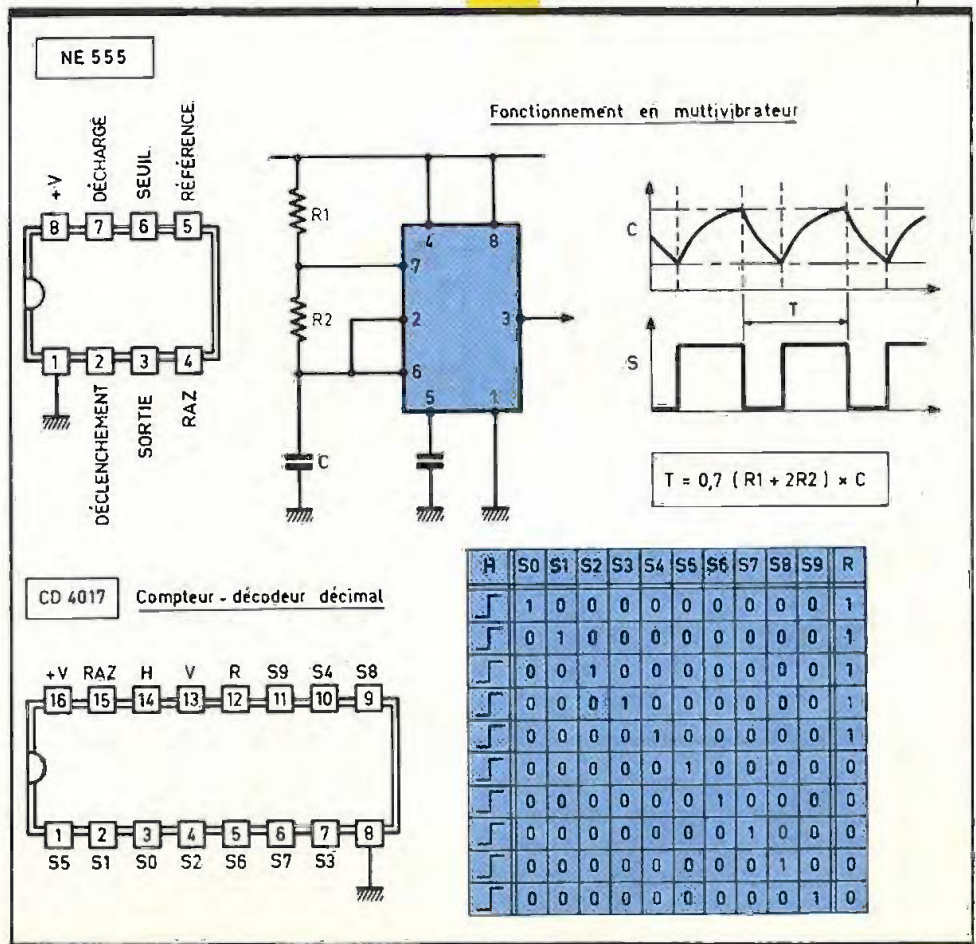 NE 555
Fonctionnement en multivibrateur
+V DÉCHARGE SEUIL RÉFÉRENCE
8 7 6 5
1 2 3 4
DÉCLENCHEMENT SORTIE RAZ
R1
R2
C
4 8
7
2 3
6
5 1
C
T
S
T = 0,7 ( R1 + 2R2 ) × C
CD 4017 Compteur - décodeur décimal
+V RAZ H V R S9 S4 S8
16 15 14 13 12 11 10 9
1 2 3 4 5 6 7 8
S5 S1 S0 S2 S6 S7 S3
H S0 S1 S2 S3 S4 S5 S6 S7 S8 S9 R
1 0 0 0 0 0 0 0 0 0 1
0 1 0 0 0 0 0 0 0 0 1
0 0 1 0 0 0 0 0 0 0 1
0 0 0 1 0 0 0 0 0 0 1
0 0 0 0 1 0 0 0 0 0 1
0 0 0 0 0 1 0 0 0 0 0
0 0 0 0 0 0 1 0 0 0 0
0 0 0 0 0 0 0 1 0 0 0
0 0 0 0 0 0 0 0 1 0 0
0 0 0 0 0 0 0 0 0 1 0